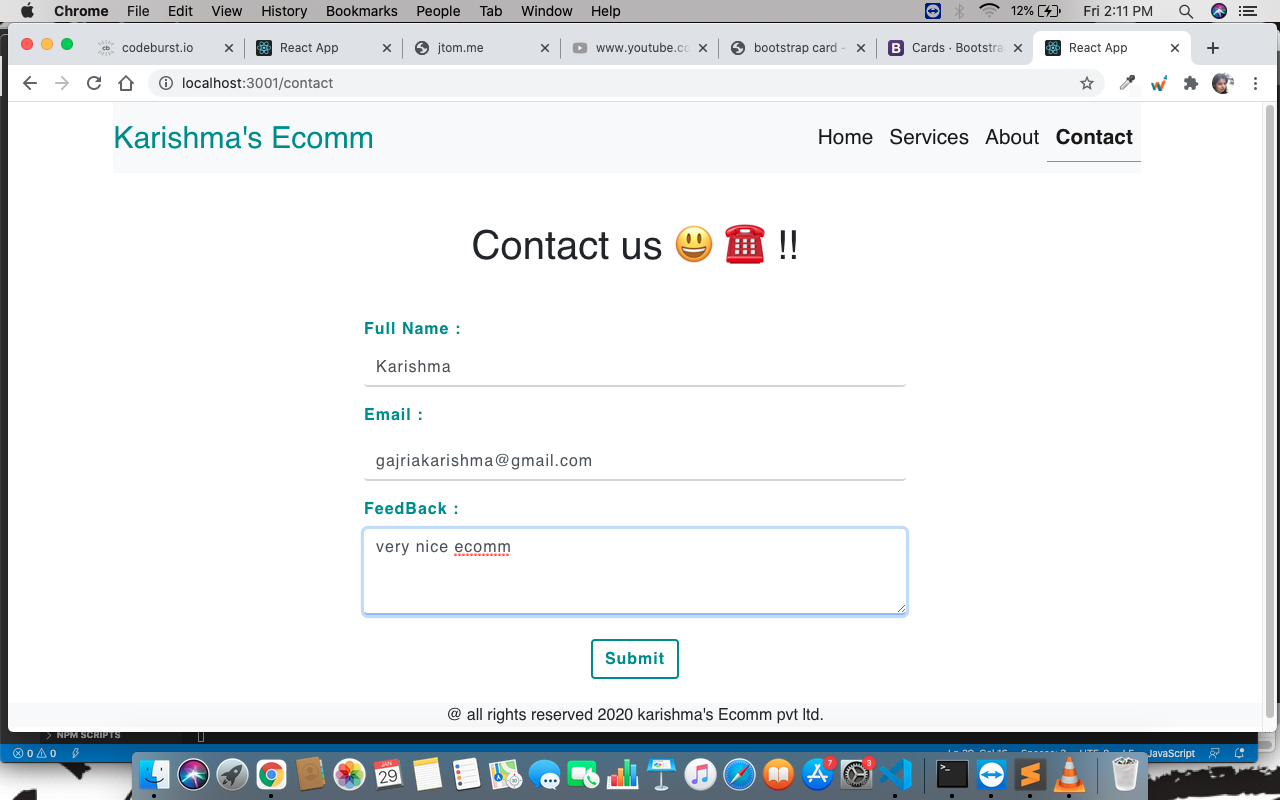 Chrome File Edit View History Bookmarks People Tab Window Help 12% Fri 2:11 PM
codeburst.io React App jtom.me www.youtube.co bootstrap card - Cards · Bootstra React App
localhost:3001/contact
Karishma's Ecomm Home Services About Contact
Contact us 😃 ☎️ !!
Full Name :
Karishma
Email :
gajriakarishma@gmail.com
FeedBack :
very nice ecomm
Submit
@ all rights reserved 2020 karishma's Ecomm pvt ltd.
NPM SCRIPTS
0 0 JavaScript
JAN 29 7 3